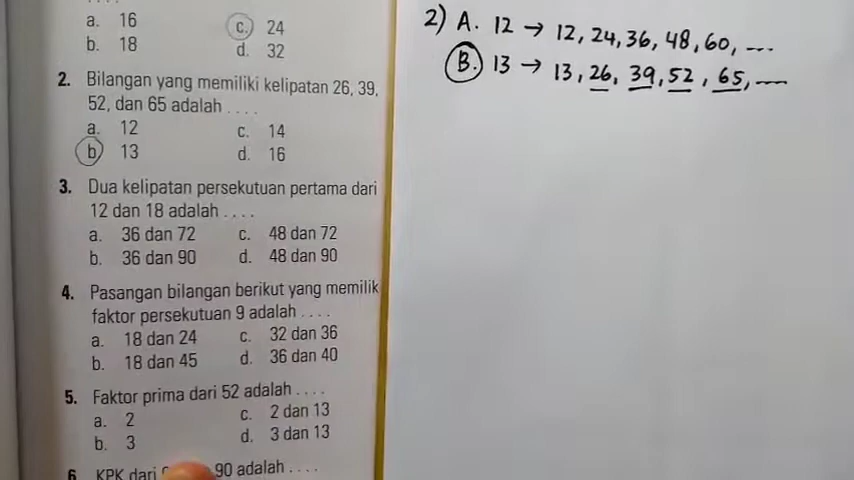 a. 16 c. 24
b. 18 d. 32
2. Bilangan yang memiliki kelipatan 26, 39,
52, dan 65 adalah . . . .
a. 12 c. 14
b 13 d. 16
3. Dua kelipatan persekutuan pertama dari
12 dan 18 adalah . . . .
a. 36 dan 72 c. 48 dan 72
b. 36 dan 90 d. 48 dan 90
4. Pasangan bilangan berikut yang memilik
faktor persekutuan 9 adalah . . . .
a. 18 dan 24 c. 32 dan 36
b. 18 dan 45 d. 36 dan 40
5. Faktor prima dari 52 adalah . . . .
a. 2 c. 2 dan 13
b. 3 d. 3 dan 13
6 KPK dari 90 adalah . . . .
2) A. 12 → 12, 24, 36, 48, 60, ----
B. 13 → 13, 26, 39, 52, 65, ----